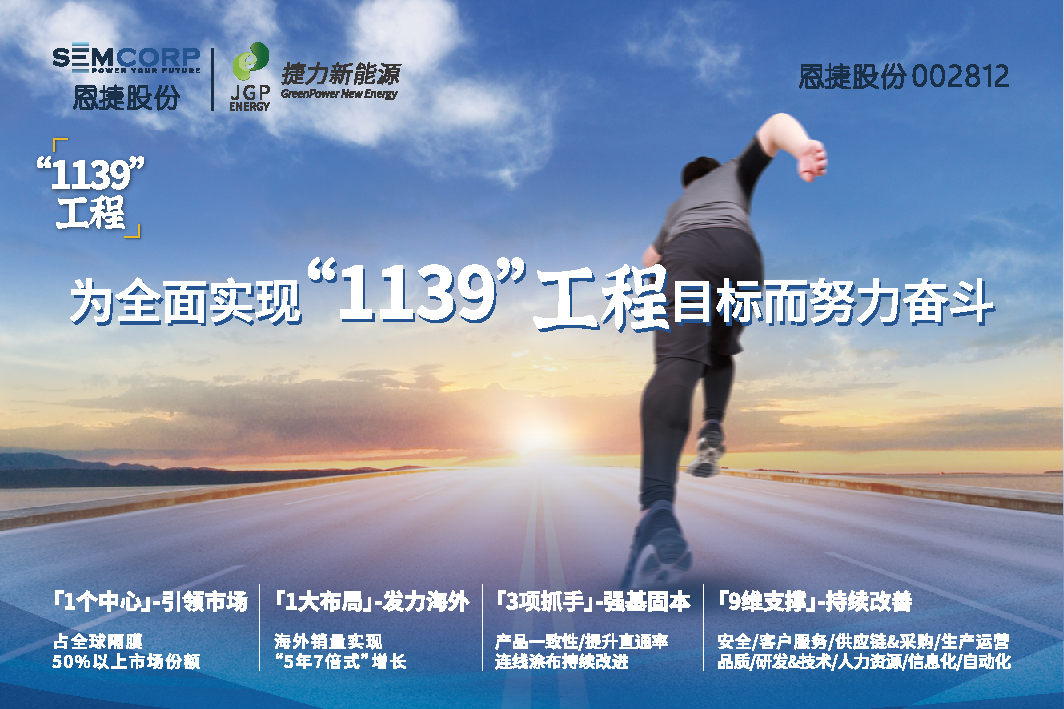 SEMCORP
POWER YOUR FUTURE
恩捷股份
JGP
ENERGY
捷力新能源
GreenPower New Energy
恩捷股份 002812
“1139”
工程
为全面实现“1139”工程目标而努力奋斗
「1个中心」-引领市场
占全球隔膜
50%以上市场份额
「1大布局」-发力海外
海外销量实现
“5年7倍式”增长
「3项抓手」-强基固本
产品一致性/提升直通率
连线涂布持续改进
「9维支撑」-持续改善
安全/客户服务/供应链&采购/生产运营
品质/研发&技术/人力资源/信息化/自动化